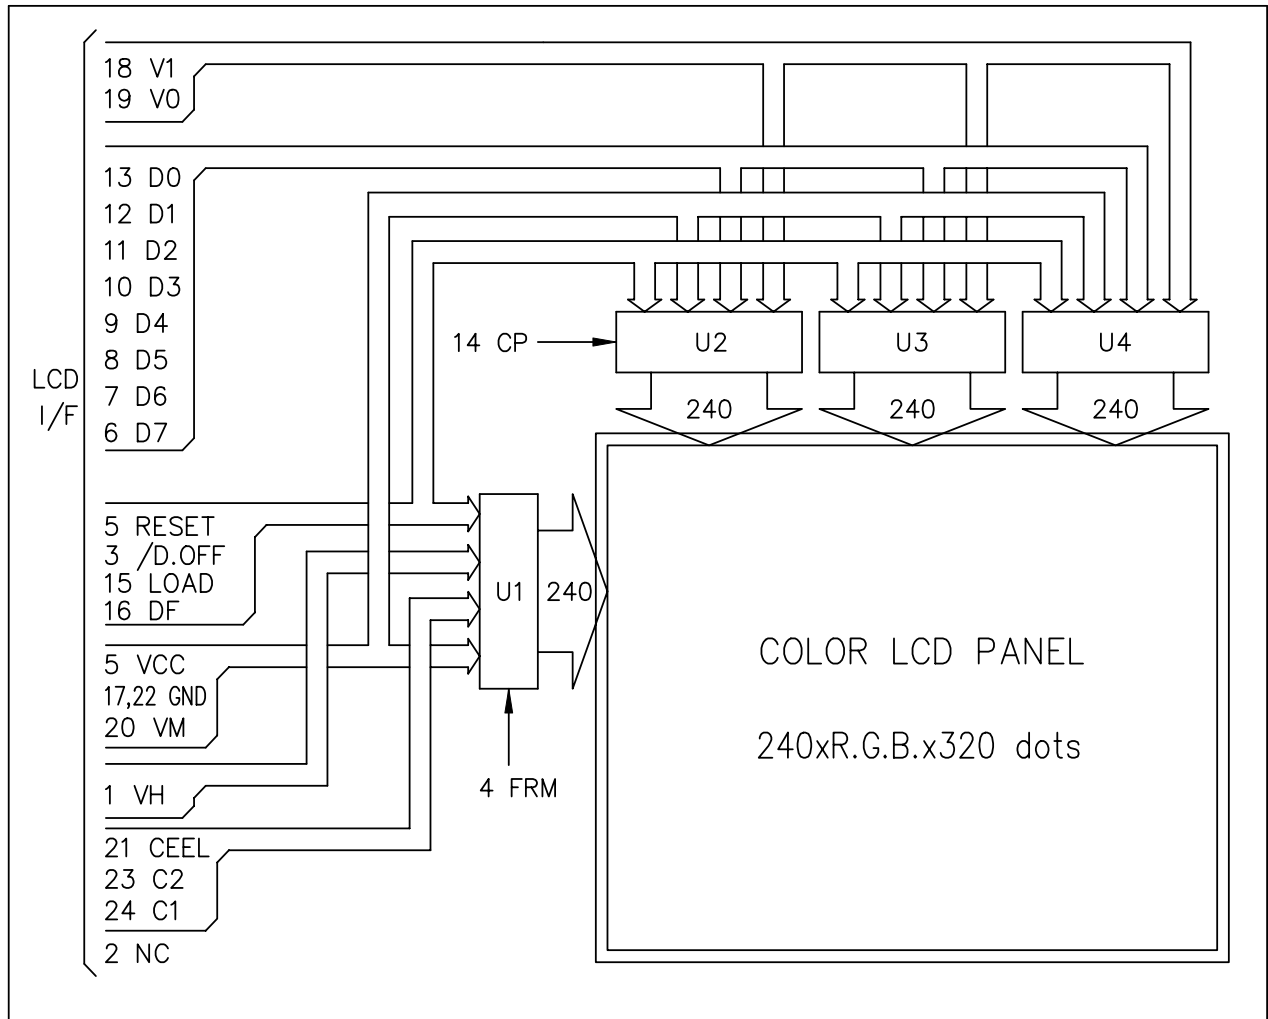 LCD
I/F
18 V1
19 V0
13 D0
12 D1
11 D2
10 D3
9 D4
8 D5
7 D6
6 D7
5 RESET
3 /D.OFF
15 LOAD
16 DF
5 VCC
17,22 GND
20 VM
1 VH
21 CEEL
23 C2
24 C1
2 NC
14 CP
U2
U3
U4
240
240
240
U1
240
4 FRM
COLOR LCD PANEL
240xR.G.B.x320 dots